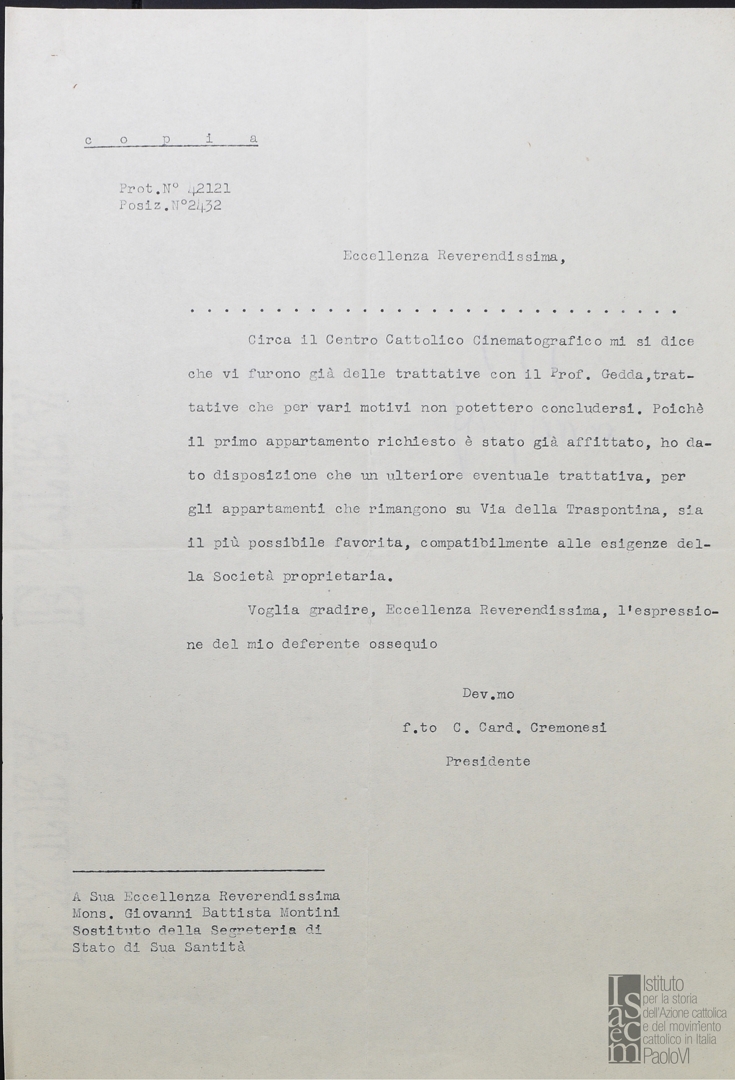 c o p i a
Prot.N° 42121
Posiz.N°2432
Eccellenza Reverendissima,
. . . . . . . . . . . . . . . . . . . . . . . . . . . . . .
Circa il Centro Cattolico Cinematografico mi si dice
che vi furono già delle trattative con il Prof. Gedda,trat-
tative che per vari motivi non potettero concludersi. Poichè
il primo appartamento richiesto è stato già affittato, ho da-
to disposizione che un ulteriore eventuale trattativa, per
gli appartamenti che rimangono su Via della Traspontina, sia
il più possibile favorita, compatibilmente alle esigenze del-
la Società proprietaria.
Voglia gradire, Eccellenza Reverendissima, l'espressio-
ne del mio deferente ossequio
Dev.mo
f.to C. Card. Cremonesi
Presidente
A Sua Eccellenza Reverendissima
Mons. Giovanni Battista Montini
Sostituto della Segreteria di
Stato di Sua Santità
Isacem
Istituto
per la storia
dell'Azione cattolica
e del movimento
cattolico in Italia
PaoloVI